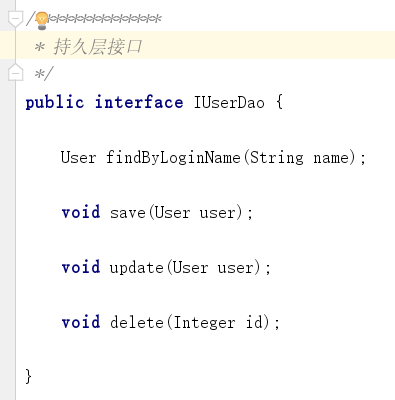 /**************
 * 持久层接口
 */
public interface IUserDao {
User findByLoginName(String name);
void save(User user);
void update(User user);
void delete(Integer id);
}